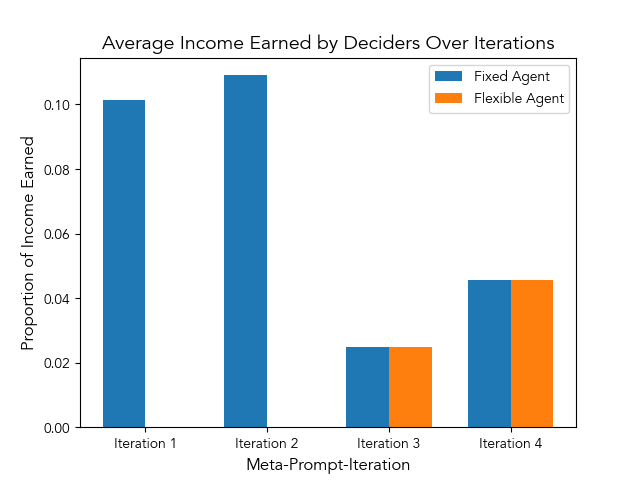 Average Income Earned by Deciders Over Iterations
Fixed Agent
Flexible Agent
Proportion of Income Earned
0.10
0.08
0.06
0.04
0.02
0.00
Iteration 1
Iteration 2
Iteration 3
Iteration 4
Meta-Prompt-Iteration